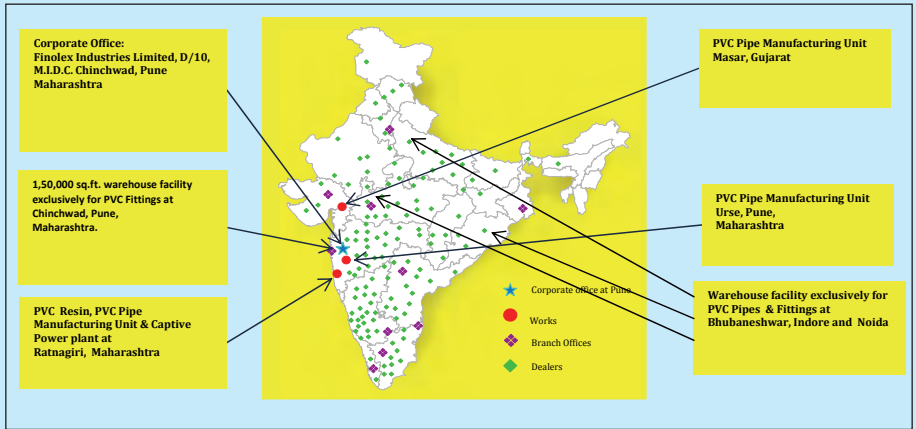 Corporate Office:
Finolex Industries Limited, D/10,
M.I.D.C. Chinchwad, Pune
Maharashtra
1,50,000 sq.ft. warehouse facility
exclusively for PVC Fittings at
Chinchwad, Pune,
Maharashtra.
PVC Resin, PVC Pipe
Manufacturing Unit & Captive
Power plant at
Ratnagiri, Maharashtra
Corporate office at Pune
Works
Branch Offices
Dealers
PVC Pipe Manufacturing Unit
Masar, Gujarat
PVC Pipe Manufacturing Unit
Urse, Pune,
Maharashtra
Warehouse facility exclusively for
PVC Pipes & Fittings at
Bhubaneshwar, Indore and Noida